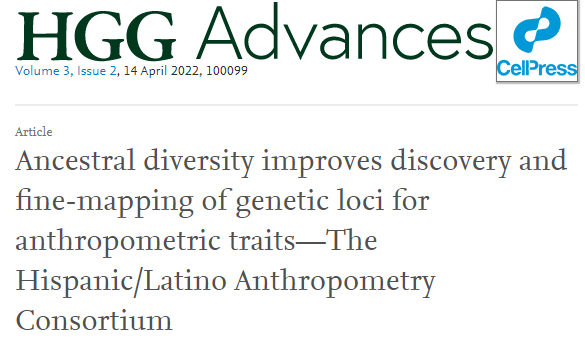 HGG Advances
CellPress
Volume 3, Issue 2, 14 April 2022, 100099
Article
Ancestral diversity improves discovery and
fine-mapping of genetic loci for
anthropometric traits—The
Hispanic/Latino Anthropometry
Consortium